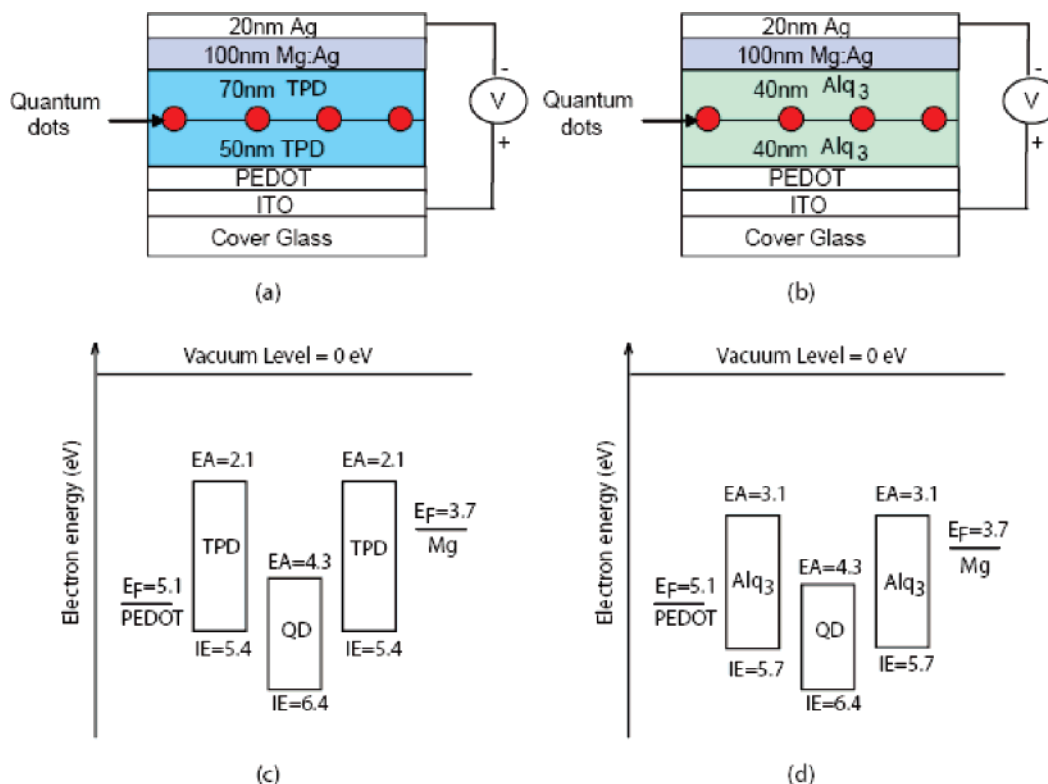 20nm Ag
100nm Mg:Ag
70nm TPD
Quantum
dots
50nm TPD
PEDOT
ITO
Cover Glass
V
-
+
(a)
20nm Ag
100nm Mg:Ag
40nm Alq3
Quantum
dots
40nm Alq3
PEDOT
ITO
Cover Glass
V
-
+
(b)
Vacuum Level = 0 eV
Electron energy (eV)
EA=2.1
EA=2.1
TPD
TPD
EF=3.7
Mg
EA=4.3
EF=5.1
PEDOT
QD
IE=5.4
IE=5.4
IE=6.4
(c)
Vacuum Level = 0 eV
Electron energy (eV)
EA=3.1
EA=3.1
EF=3.7
Mg
EA=4.3
Alq3
Alq3
EF=5.1
PEDOT
QD
IE=5.7
IE=5.7
IE=6.4
(d)